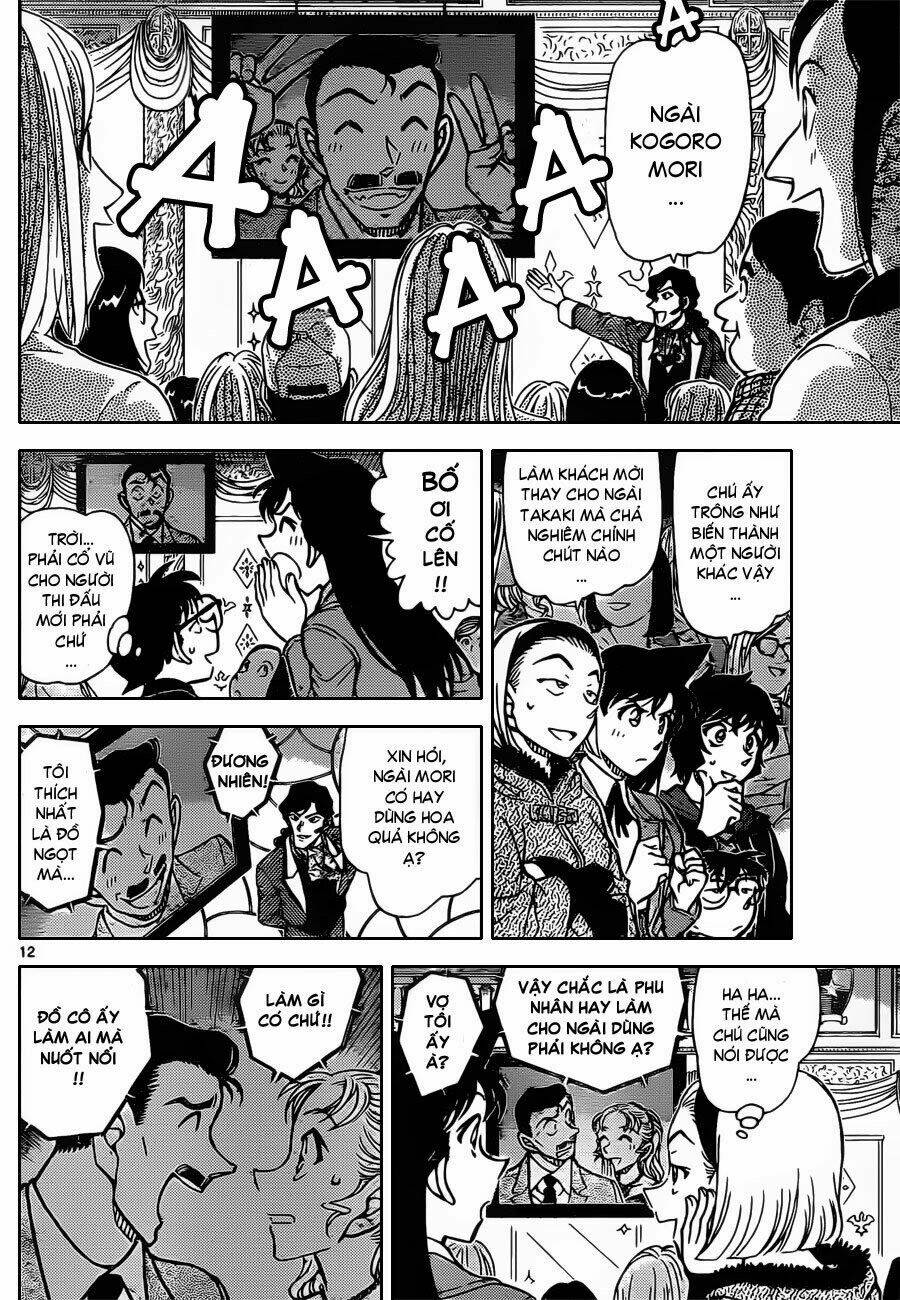 A
A
NGÀI
KOGORO
MORI
...
A
A
A
A
LÀM KHÁCH MỜI
THAY CHO NGÀI
TAKAKI MÀ CHẢ
NGHIÊM CHỈNH
CHÚT NÀO
...
CHÚ ẤY
TRÔNG NHƯ
BIẾN THÀNH
MỘT NGƯỜI
KHÁC VẬY
...
BỐ
ƠI
CỐ
LÊN
!!
TRỜI...
PHẢI CỔ VŨ
CHO NGƯỜI
THI ĐẤU
MỚI PHẢI
CHỨ
...
XIN HỎI,
NGÀI MORI
CÓ HAY
DÙNG HOA
QUẢ KHÔNG
Ạ?
ĐƯƠNG
NHIÊN!
TÔI
THÍCH
NHẤT
LÀ ĐỒ
NGỌT
MÀ...
12
HA HA...
THẾ MÀ
CHÚ CŨNG
NÓI ĐƯỢC
...
VẬY CHẮC LÀ PHU
NHÂN HAY LÀM
CHO NGÀI DÙNG
PHẢI KHÔNG Ạ?
VỢ
TÔI
ẤY
À?
LÀM GÌ
CÓ CHỨ!!
ĐỒ CÔ ẤY
LÀM AI MÀ
NUỐT NỔI
!!